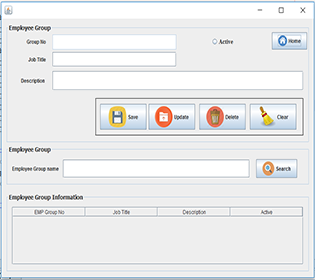 Employee Group
Group No
Active
Home
Job Title
Description
Save
Update
Delete
Clear
Employee Group
Employee Group name
Search
Employee Group Information
EMP Group No Job Title Description Active